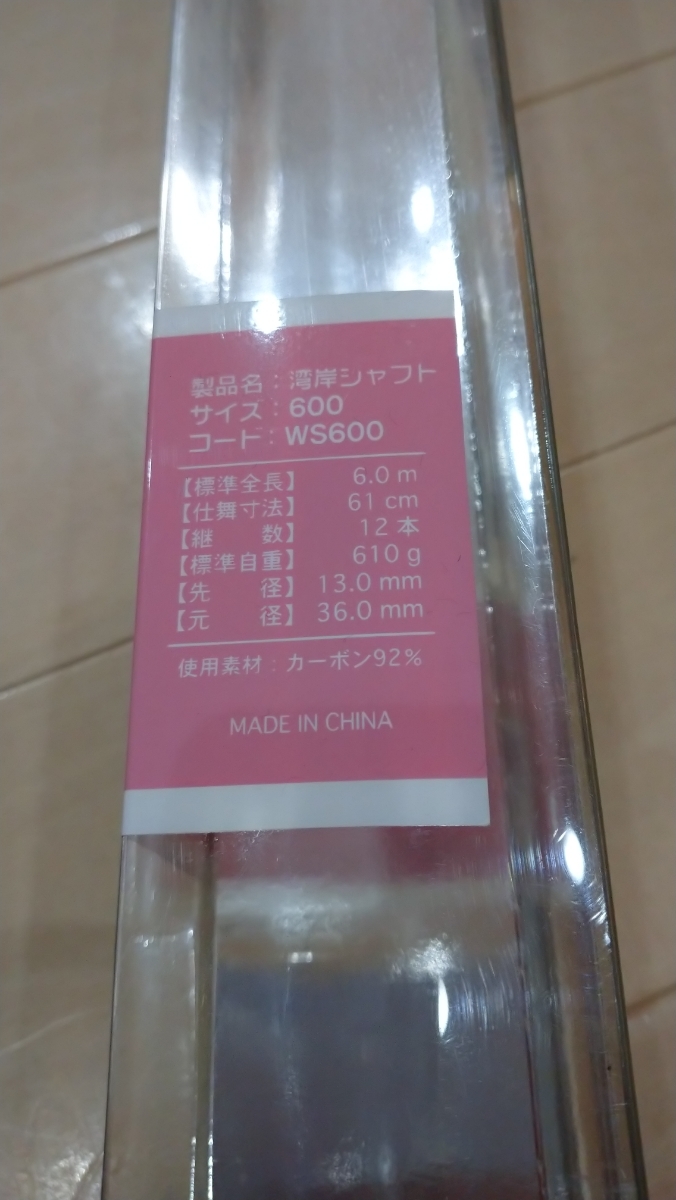 製品名：湾岸シャフト
サイズ：600
コード：WS600
【標準全長】 6.0 m
【仕舞寸法】 61 cm
【継　　数】 12 本
【標準自重】 610 g
【先　　径】 13.0 mm
【元　　径】 36.0 mm
使用素材：カーボン92%
MADE IN CHINA